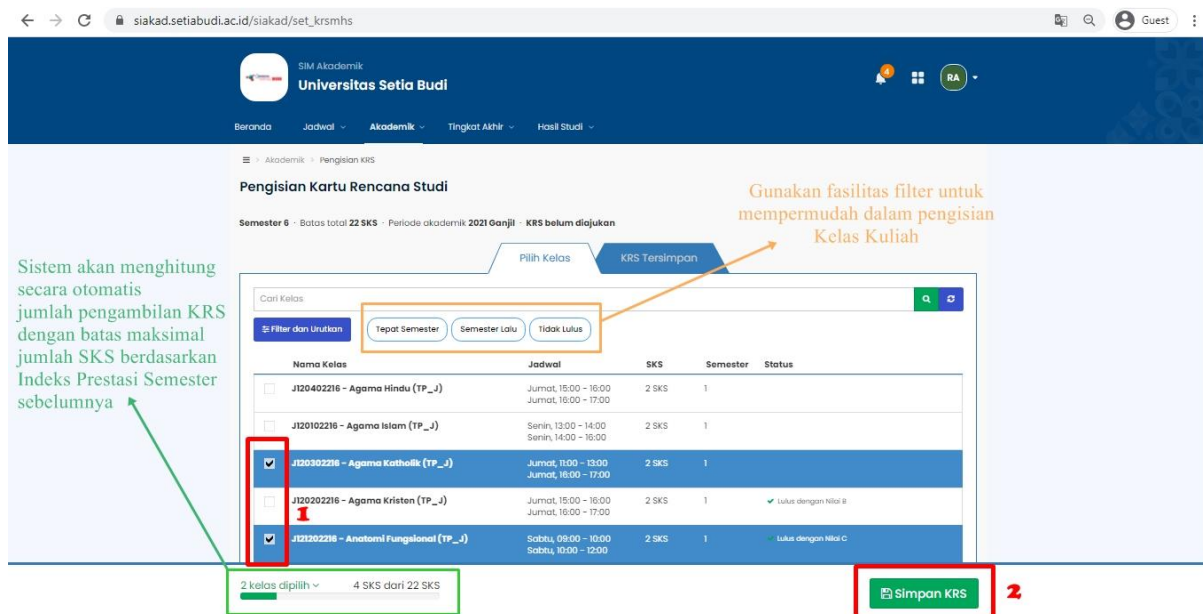 siakad.setiabudi.ac.id/siakad/set_krsmhs
Guest
SIM Akademik
Universitas Setia Budi
4
RA
Beranda Jadwal Akademik Tingkat Akhir Hasil Studi
Akademik > Pengisian KRS
Pengisian Kartu Rencana Studi
Semester 6 · Batas total 22 SKS · Periode akademik 2021 Ganjil · KRS belum diajukan
Gunakan fasilitas filter untuk
mempermudah dalam pengisian
Kelas Kuliah
Pilih Kelas KRS Tersimpan
Sistem akan menghitung
secara otomatis
jumlah pengambilan KRS
dengan batas maksimal
jumlah SKS berdasarkan
Indeks Prestasi Semester
sebelumnya
Cari Kelas
Filter dan Urutkan Tepat Semester Semester Lalu Tidak Lulus
Nama Kelas Jadwal SKS Semester Status
J120402216 - Agama Hindu (TP_J) Jumat, 15:00 - 16:00 2 SKS 1
Jumat, 16:00 - 17:00
J120102216 - Agama Islam (TP_J) Senin, 13:00 - 14:00 2 SKS 1
Senin, 14:00 - 16:00
J120302216 - Agama Katholik (TP_J) Jumat, 11:00 - 13:00 2 SKS 1
Jumat, 16:00 - 17:00
J120202216 - Agama Kristen (TP_J) Jumat, 15:00 - 16:00 2 SKS 1 Lulus dengan Nilai B
Jumat, 16:00 - 17:00
1
J121202216 - Anatomi Fungsional (TP_J) Sabtu, 09:00 - 10:00 2 SKS 1 Lulus dengan Nilai C
Sabtu, 10:00 - 12:00
2 kelas dipilih 4 SKS dari 22 SKS
Simpan KRS 2